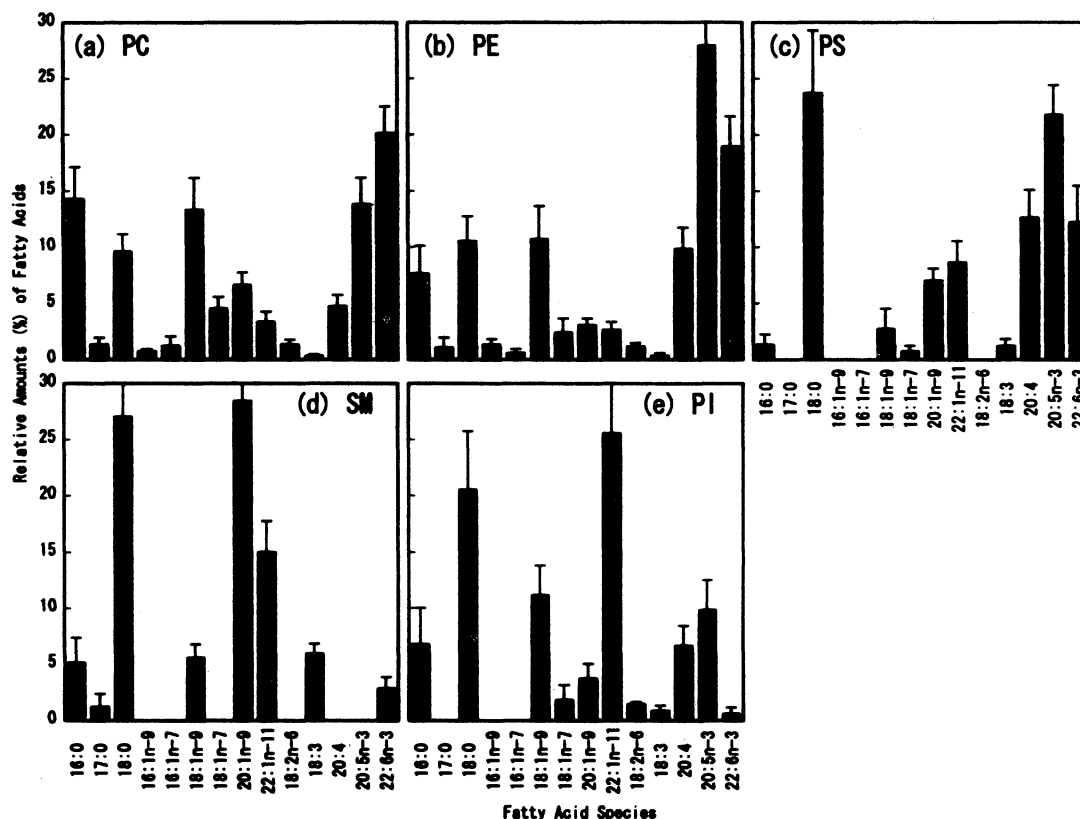 Relative Amounts (%) of Fatty Acids
30
25
20
15
10
5
0
(a) PC
(b) PE
(c) PS
16:0
17:0
18:0
16:1n-9
16:1n-7
18:1n-9
18:1n-7
20:1n-9
22:1n-11
18:2n-6
18:3
20:4
20:5n-3
22:6n-3
30
25
20
15
10
5
0
(d) SM
(e) PI
16:0
17:0
18:0
16:1n-9
16:1n-7
18:1n-9
18:1n-7
20:1n-9
22:1n-11
18:2n-6
18:3
20:4
20:5n-3
22:6n-3
16:0
17:0
18:0
16:1n-9
16:1n-7
18:1n-9
18:1n-7
20:1n-9
22:1n-11
18:2n-6
18:3
20:4
20:5n-3
22:6n-3
Fatty Acid Species